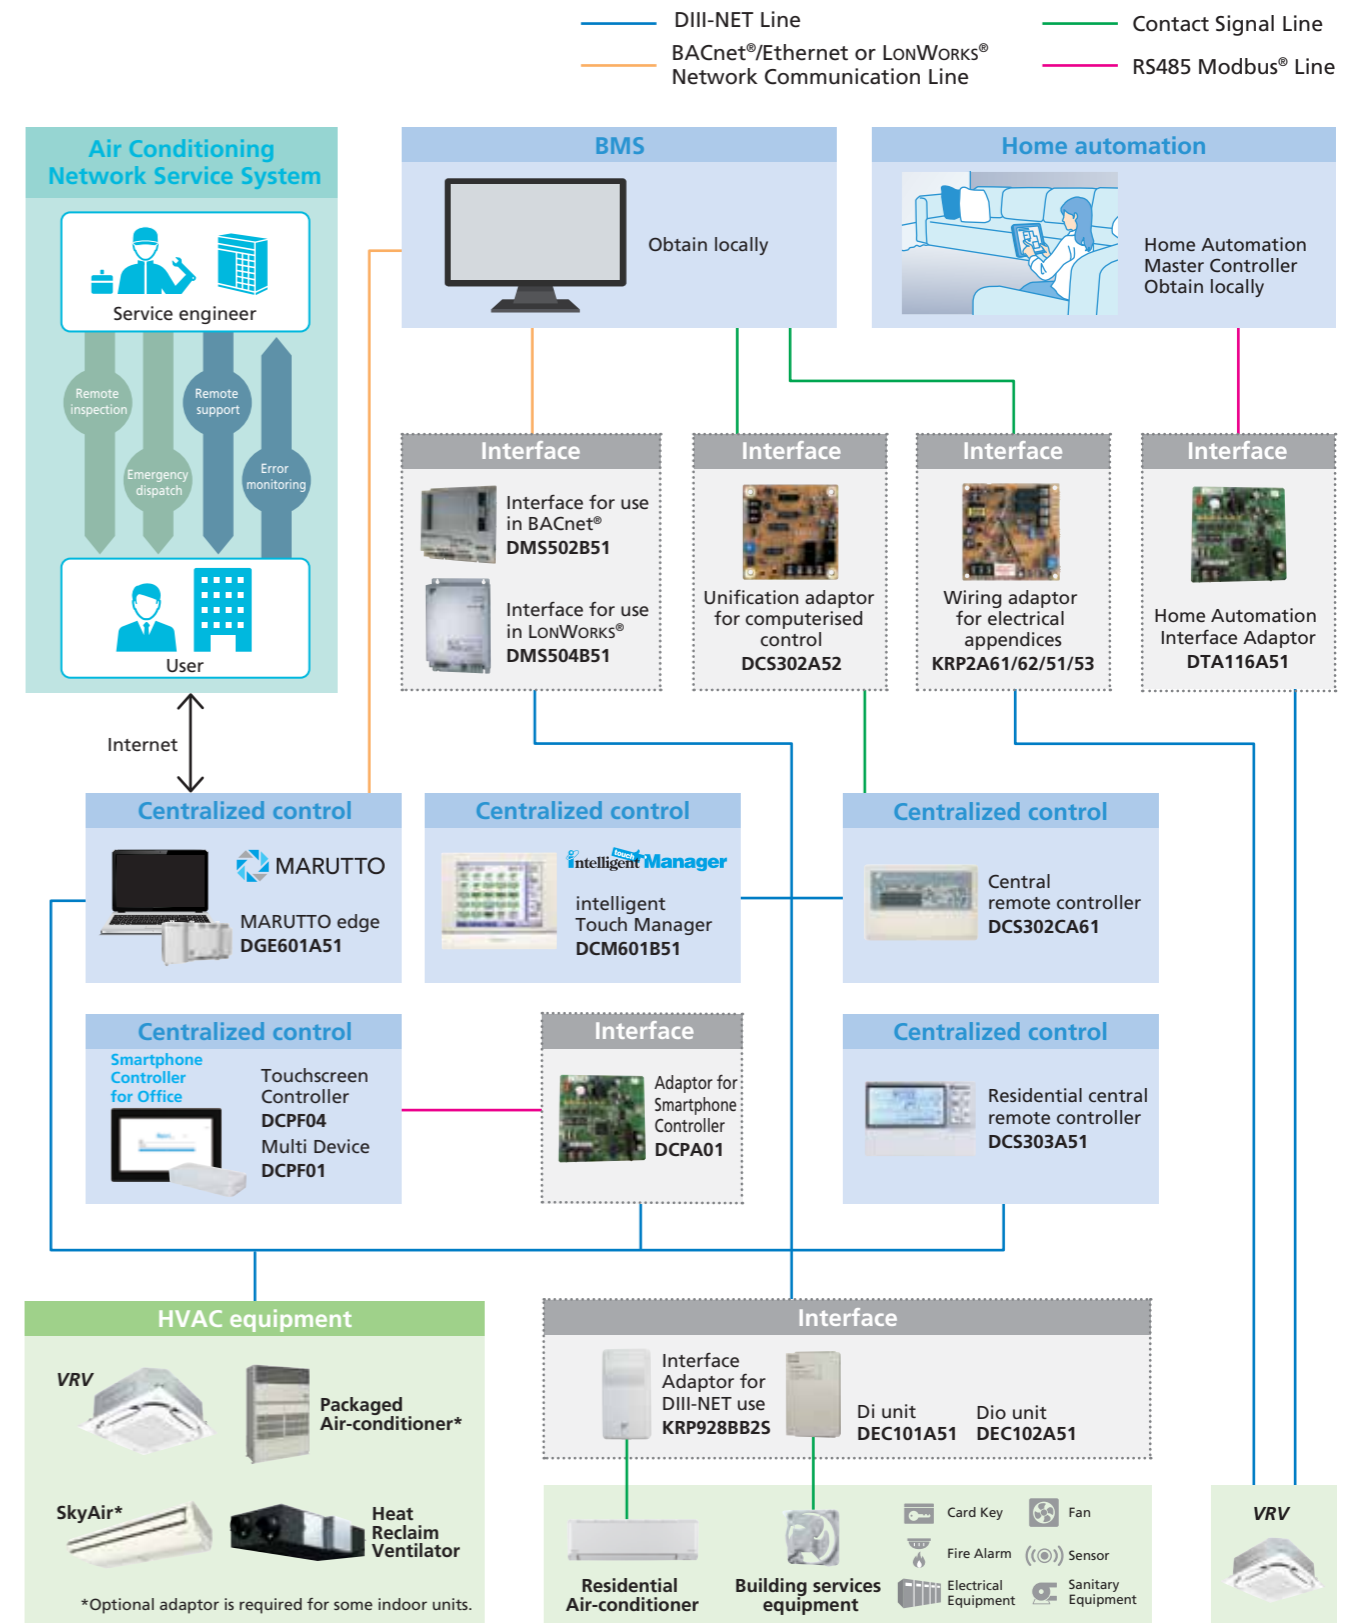 DIII-NET Line
BACnet®/Ethernet or LONWORKS®
Network Communication Line
Contact Signal Line
RS485 Modbus® Line
Air Conditioning
Network Service System
Service engineer
Remote
inspection
Emergency
dispatch
Remote
support
Error
monitoring
User
Internet
BMS
Obtain locally
Home automation
Home Automation
Master Controller
Obtain locally
Interface
Interface for use
in BACnet®
DMS502B51
Interface for use
in LONWORKS®
DMS504B51
Interface
Unification adaptor
for computerised
control
DCS302A52
Interface
Wiring adaptor
for electrical
appendices
KRP2A61/62/51/53
Interface
Home Automation
Interface Adaptor
DTA116A51
Centralized control
MARUTTO
MARUTTO edge
DGE601A51
Centralized control
intelligent touch Manager
intelligent
Touch Manager
DCM601B51
Centralized control
Central
remote controller
DCS302CA61
Centralized control
Smartphone
Controller
for Office
Touchscreen
Controller
DCPF04
Multi Device
DCPF01
Interface
Adaptor for
Smartphone
Controller
DCPA01
Centralized control
Residential central
remote controller
DCS303A51
HVAC equipment
VRV
Packaged
Air-conditioner*
SkyAir*
Heat
Reclaim
Ventilator
*Optional adaptor is required for some indoor units.
Interface
Interface
Adaptor for
DIII-NET use
KRP928BB2S
Di unit
DEC101A51
Dio unit
DEC102A51
Residential
Air-conditioner
Building services
equipment
Card Key
Fan
Fire Alarm
Sensor
Electrical
Equipment
Sanitary
Equipment
VRV